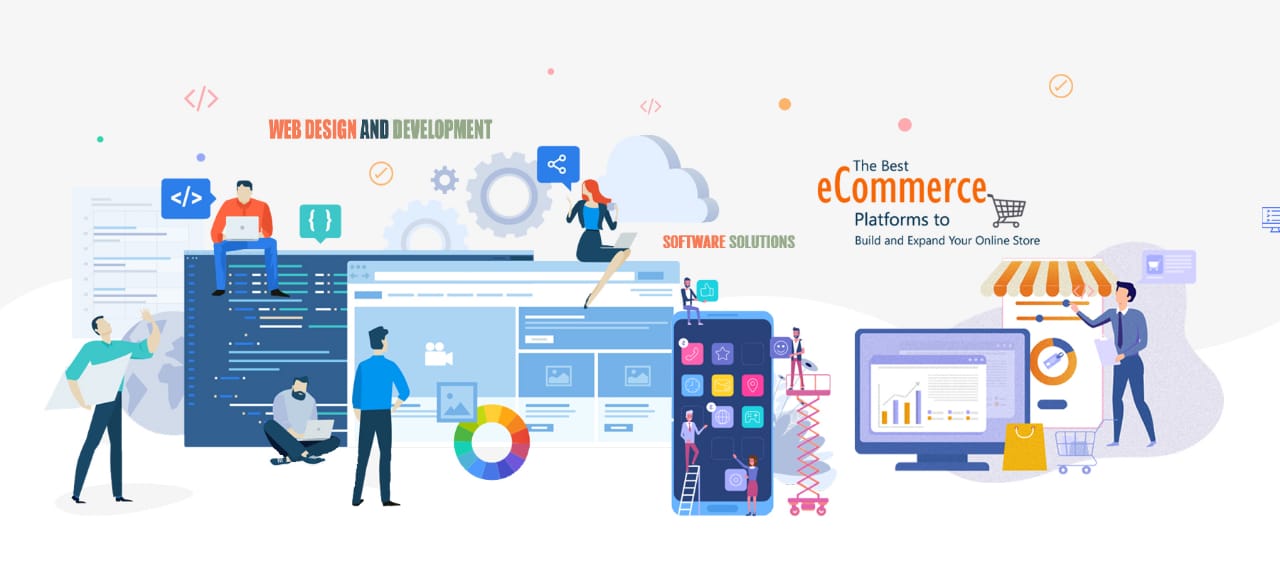 WEB DESIGN AND DEVELOPMENT
</>
{}
SOFTWARE SOLUTIONS
The Best
eCommerce
Platforms to
Build and Expand Your Online Store